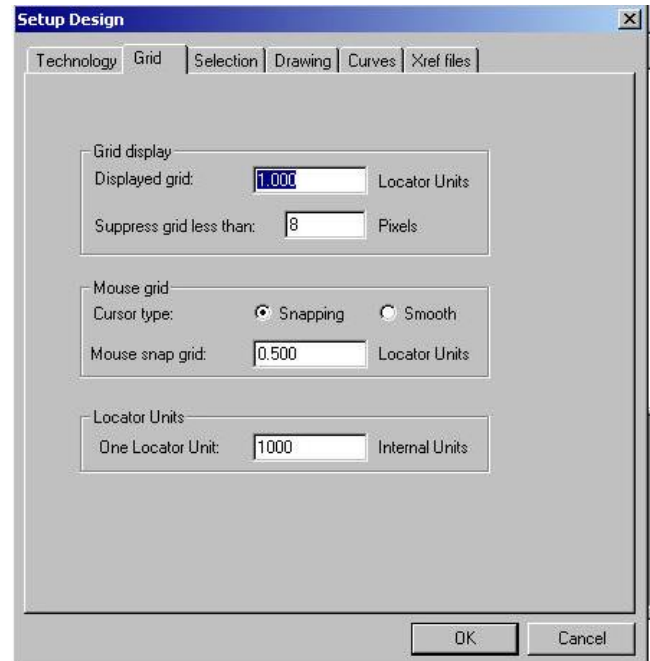 Setup Design
Technology Grid Selection Drawing Curves Xref files
Grid display
Displayed grid: 1.000 Locator Units
Suppress grid less than: 8 Pixels
Mouse grid
Cursor type: Snapping Smooth
Mouse snap grid: 0.500 Locator Units
Locator Units
One Locator Unit: 1000 Internal Units
OK Cancel